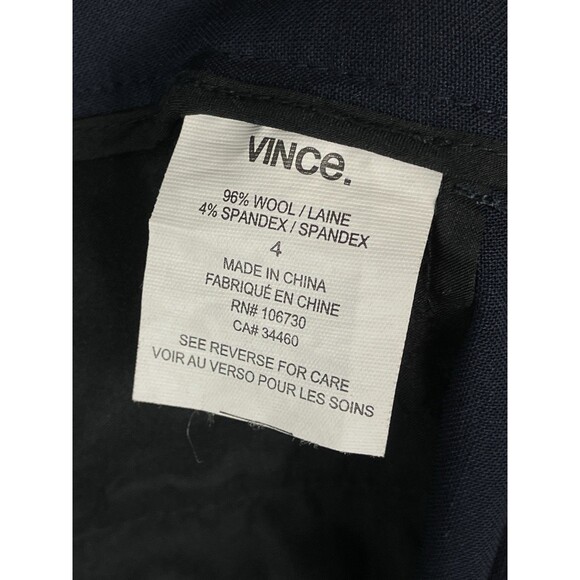 VINCe.
96% WOOL / LAINE
4% SPANDEX / SPANDEX
4
MADE IN CHINA
FABRIQUÉ EN CHINE
RN# 106730
CA# 34460
SEE REVERSE FOR CARE
VOIR AU VERSO POUR LES SOINS